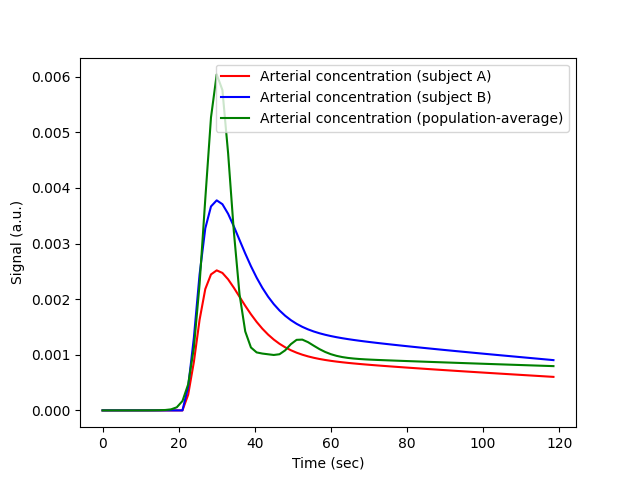 Arterial concentration (subject A)
Arterial concentration (subject B)
Arterial concentration (population-average)
Signal (a.u.)
0.006
0.005
0.004
0.003
0.002
0.001
0.000
0 20 40 60 80 100 120
Time (sec)